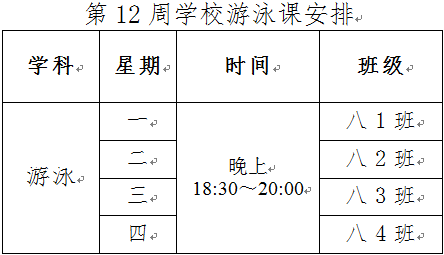 第12周学校游泳课安排
学科 星期 时间 班级
游泳
一 八1班
二 八2班
晚上
18:30～20:00
三 八3班
四 八4班